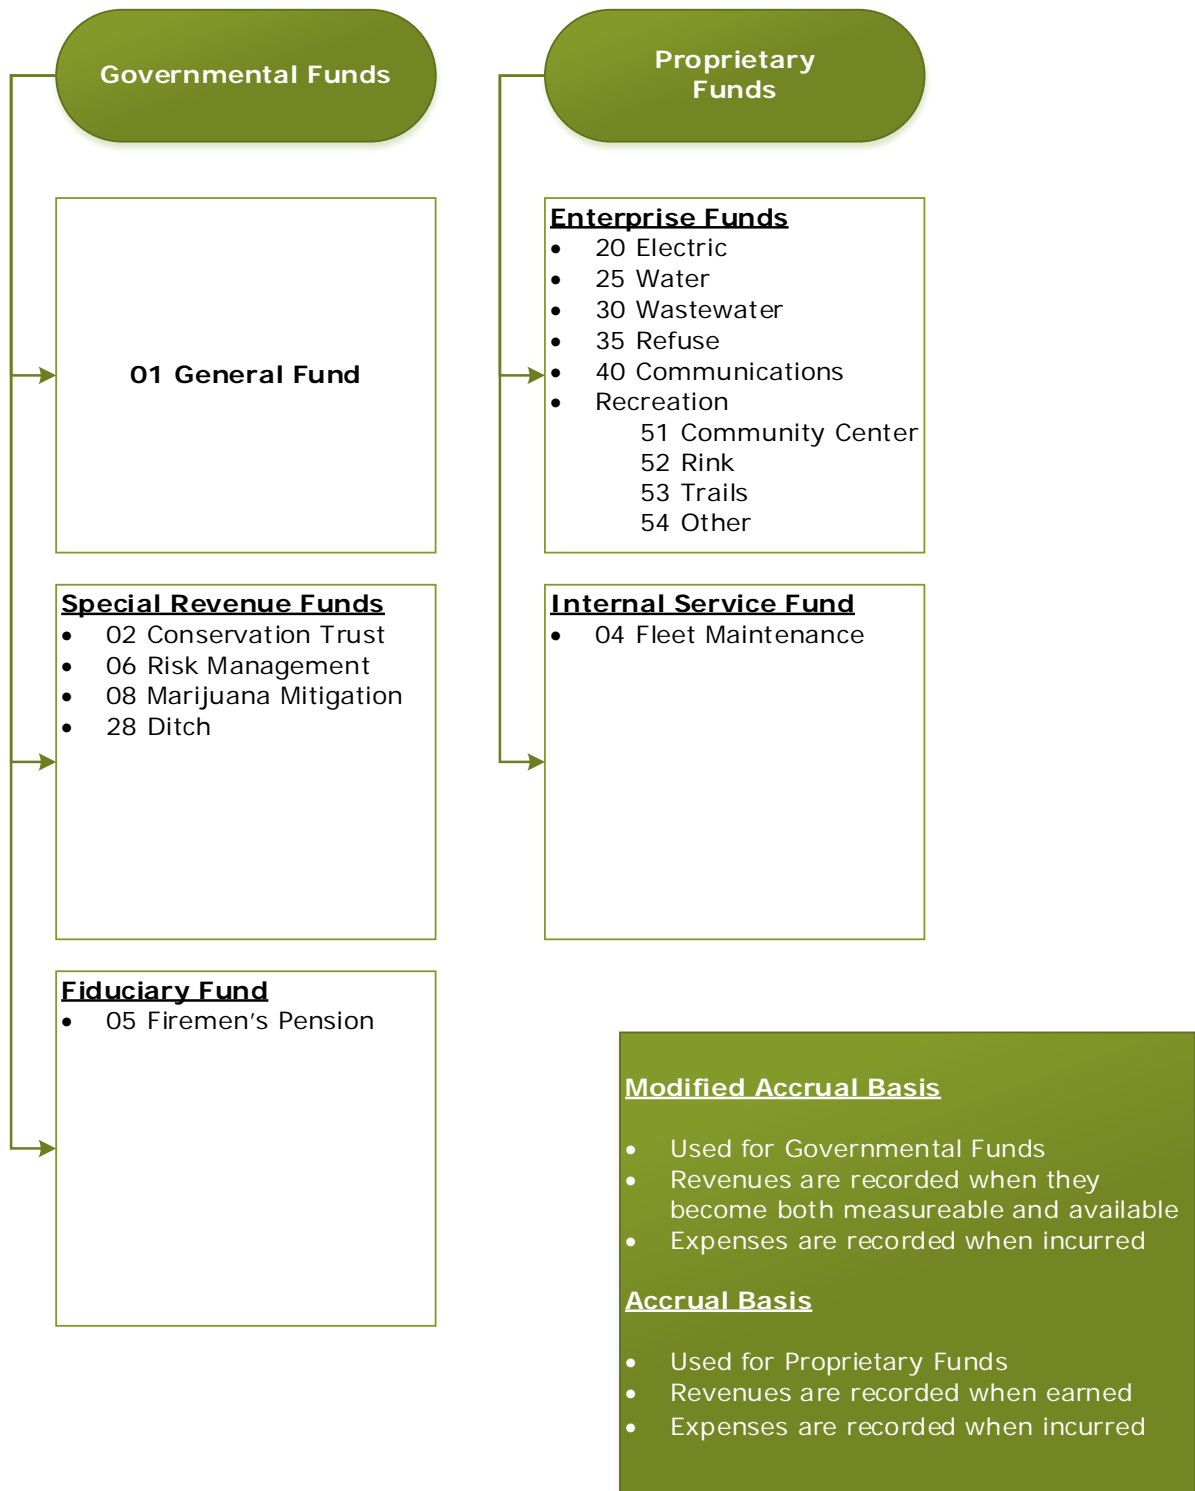 Governmental Funds
Proprietary
Funds
01 General Fund
Enterprise Funds
• 20 Electric
• 25 Water
• 30 Wastewater
• 35 Refuse
• 40 Communications
• Recreation
51 Community Center
52 Rink
53 Trails
54 Other
Special Revenue Funds
• 02 Conservation Trust
• 06 Risk Management
• 08 Marijuana Mitigation
• 28 Ditch
Internal Service Fund
• 04 Fleet Maintenance
Fiduciary Fund
• 05 Firemen’s Pension
Modified Accrual Basis
• Used for Governmental Funds
• Revenues are recorded when they
become both measureable and available
• Expenses are recorded when incurred
Accrual Basis
• Used for Proprietary Funds
• Revenues are recorded when earned
• Expenses are recorded when incurred